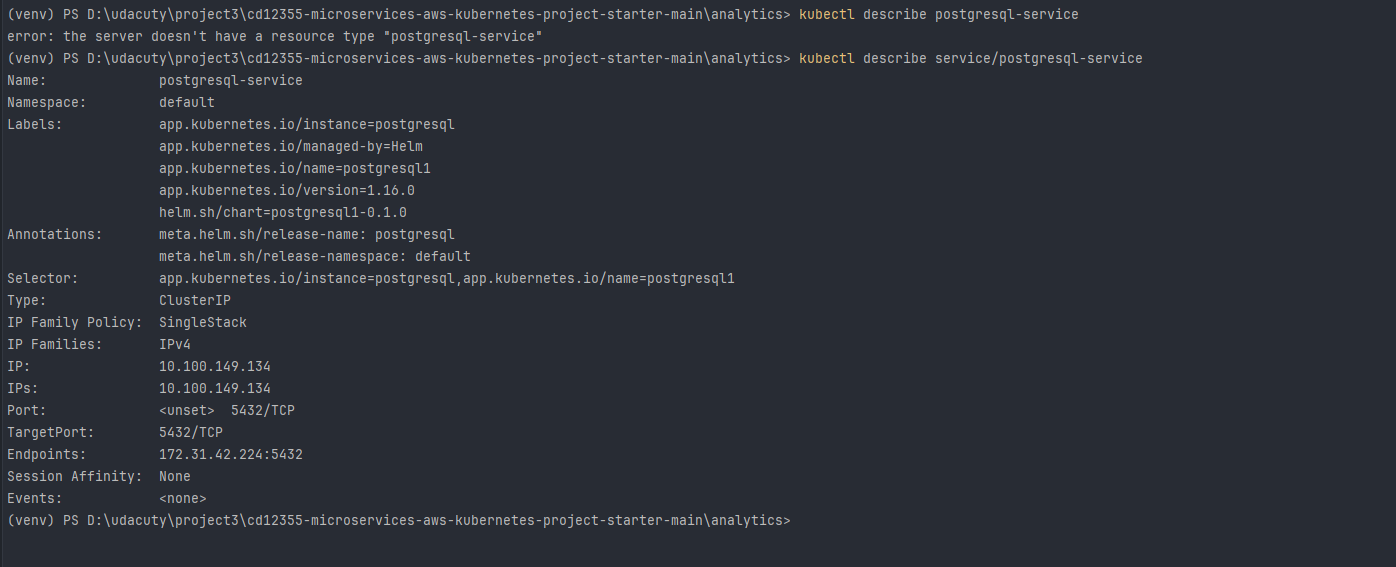 (venv) PS D:\udacuty\project3\cd12355-microservices-aws-kubernetes-project-starter-main\analytics> kubectl describe postgresql-service
error: the server doesn't have a resource type "postgresql-service"
(venv) PS D:\udacuty\project3\cd12355-microservices-aws-kubernetes-project-starter-main\analytics> kubectl describe service/postgresql-service
Name:              postgresql-service
Namespace:         default
Labels:            app.kubernetes.io/instance=postgresql
                   app.kubernetes.io/managed-by=Helm
                   app.kubernetes.io/name=postgresql1
                   app.kubernetes.io/version=1.16.0
                   helm.sh/chart=postgresql1-0.1.0
Annotations:       meta.helm.sh/release-name: postgresql
                   meta.helm.sh/release-namespace: default
Selector:          app.kubernetes.io/instance=postgresql,app.kubernetes.io/name=postgresql1
Type:              ClusterIP
IP Family Policy:  SingleStack
IP Families:       IPv4
IP:                10.100.149.134
IPs:               10.100.149.134
Port:              <unset>  5432/TCP
TargetPort:        5432/TCP
Endpoints:         172.31.42.224:5432
Session Affinity:  None
Events:            <none>
(venv) PS D:\udacuty\project3\cd12355-microservices-aws-kubernetes-project-starter-main\analytics>